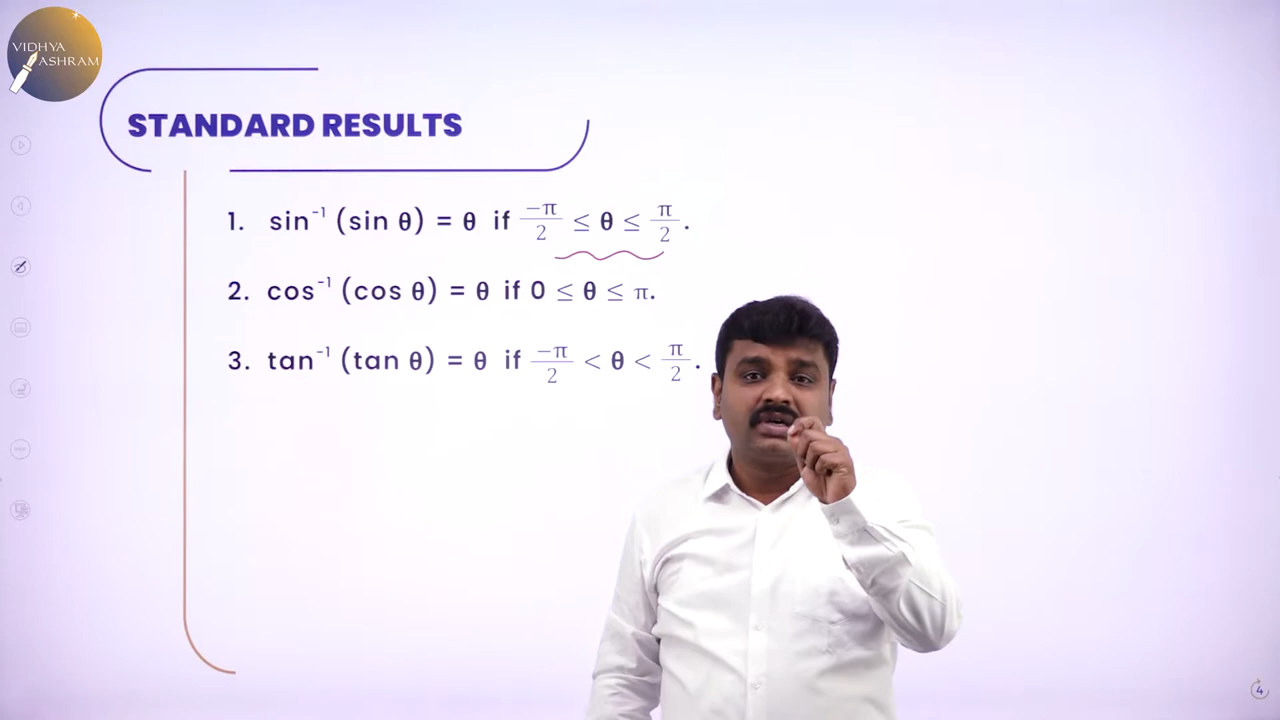 VIDHYA
ASHRAM
STANDARD RESULTS
1. sin⁻¹ (sin θ) = θ if −π/2 ≤ θ ≤ π/2.
2. cos⁻¹ (cos θ) = θ if 0 ≤ θ ≤ π.
3. tan⁻¹ (tan θ) = θ if −π/2 < θ < π/2.
4